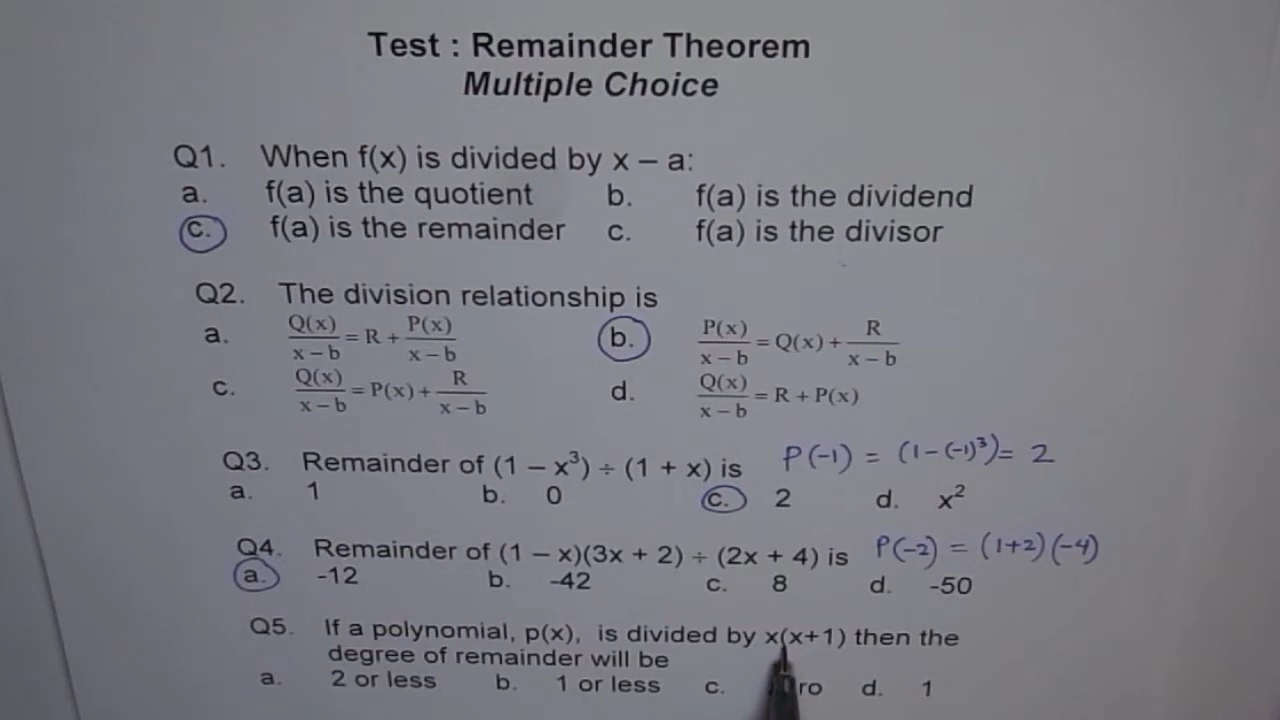 Test : Remainder Theorem
Multiple Choice
Q1. When f(x) is divided by x – a:
a. f(a) is the quotient b. f(a) is the dividend
c. f(a) is the remainder c. f(a) is the divisor
Q2. The division relationship is
a. Q(x)/(x – b) = R + P(x)/(x – b) b. P(x)/(x – b) = Q(x) + R/(x – b)
c. Q(x)/(x – b) = P(x) + R/(x – b) d. Q(x)/(x – b) = R + P(x)
Q3. Remainder of (1 – x³) ÷ (1 + x) is P(-1) = (1-(-1)³) = 2
a. 1 b. 0 c. 2 d. x²
Q4. Remainder of (1 – x)(3x + 2) ÷ (2x + 4) is P(-2) = (1+2)(-4)
a. -12 b. -42 c. 8 d. -50
Q5. If a polynomial, p(x), is divided by x(x+1) then the
degree of remainder will be
a. 2 or less b. 1 or less c. d. 1